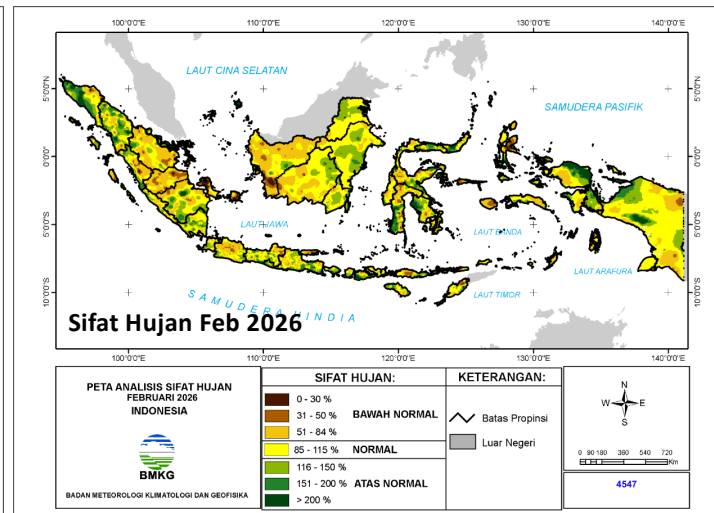 100°0'0"E 110°0'0"E 120°0'0"E 130°0'0"E 140°0'0"E
LAUT CINA SELATAN
SAMUDERA PASIFIK
5°0'0"N
5°0'0"N
0°0'0"
0°0'0"
LAUT JAWA
LAUT BANDA
5°0'0"S
5°0'0"S
LAUT ARAFURA
10°0'0"S
10°0'0"S
LAUT TIMOR
SAMUDERA HINDIA
Sifat Hujan Feb 2026
100°0'0"E 110°0'0"E 120°0'0"E 130°0'0"E 140°0'0"E
PETA ANALISIS SIFAT HUJAN
FEBRUARI 2026
INDONESIA
BMKG
BADAN METEOROLOGI KLIMATOLOGI DAN GEOFISIKA
SIFAT HUJAN:
0 - 30 %
31 - 50 % BAWAH NORMAL
51 - 84 %
85 - 115 % NORMAL
116 - 150 %
151 - 200 % ATAS NORMAL
> 200 %
KETERANGAN:
Batas Propinsi
Luar Negeri
N
W E
S
0 90 180 360 540 720
Km
4547